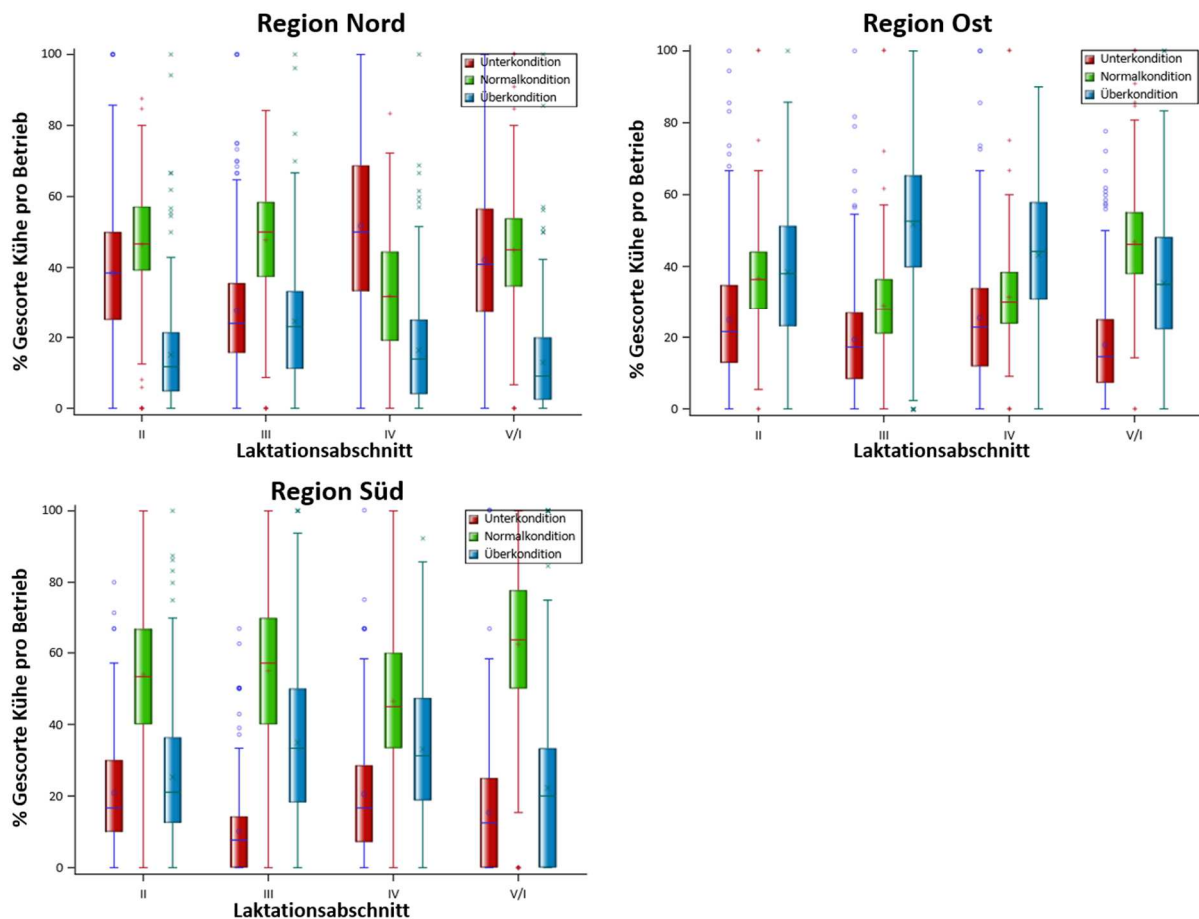 Region Nord
% Gescorte Kühe pro Betrieb
100
80
60
40
20
0
Unterkondition
Normalkondition
Überkondition
II III IV V/I
Laktationsabschnitt
Region Ost
% Gescorte Kühe pro Betrieb
100
80
60
40
20
0
Unterkondition
Normalkondition
Überkondition
II III IV V/I
Laktationsabschnitt
Region Süd
% Gescorte Kühe pro Betrieb
100
80
60
40
20
0
Unterkondition
Normalkondition
Überkondition
II III IV V/I
Laktationsabschnitt